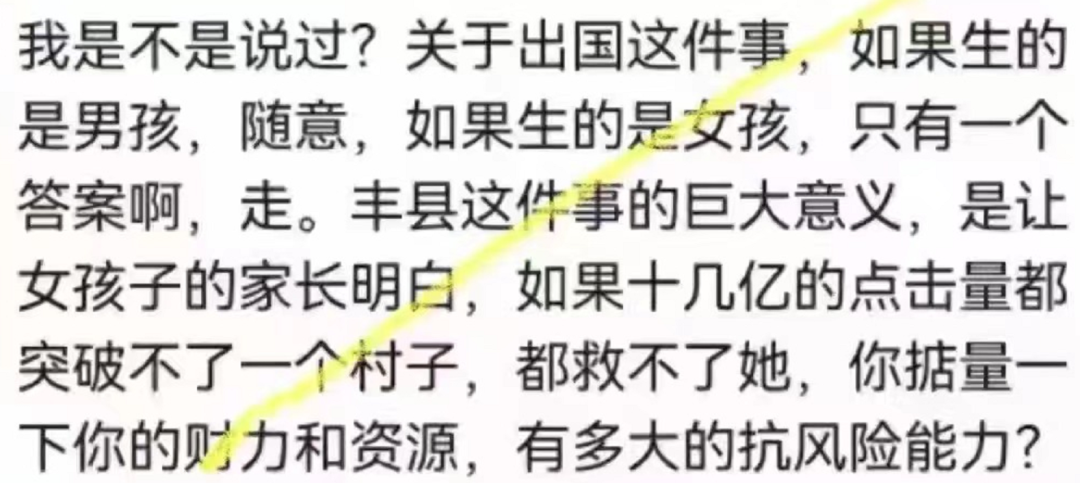 我是不是说过？关于出国这件事，如果生的
是男孩，随意，如果生的是女孩，只有一个
答案啊，走。丰县这件事的巨大意义，是让
女孩子的家长明白，如果十几亿的点击量都
突破不了一个村子，都救不了她，你掂量一
下你的财力和资源，有多大的抗风险能力？